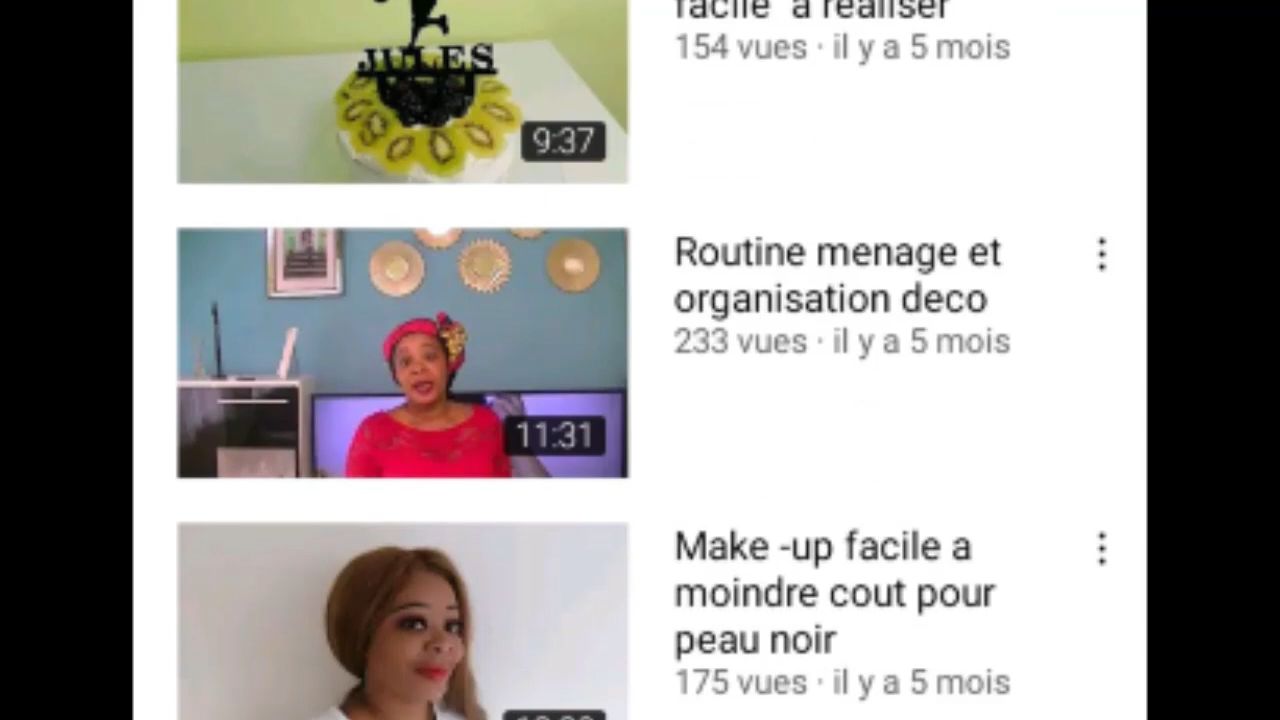 facile a realiser
154 vues · il y a 5 mois
JULES
9:37
Routine menage et
organisation deco
233 vues · il y a 5 mois
11:31
Make -up facile a
moindre cout pour
peau noir
175 vues · il y a 5 mois